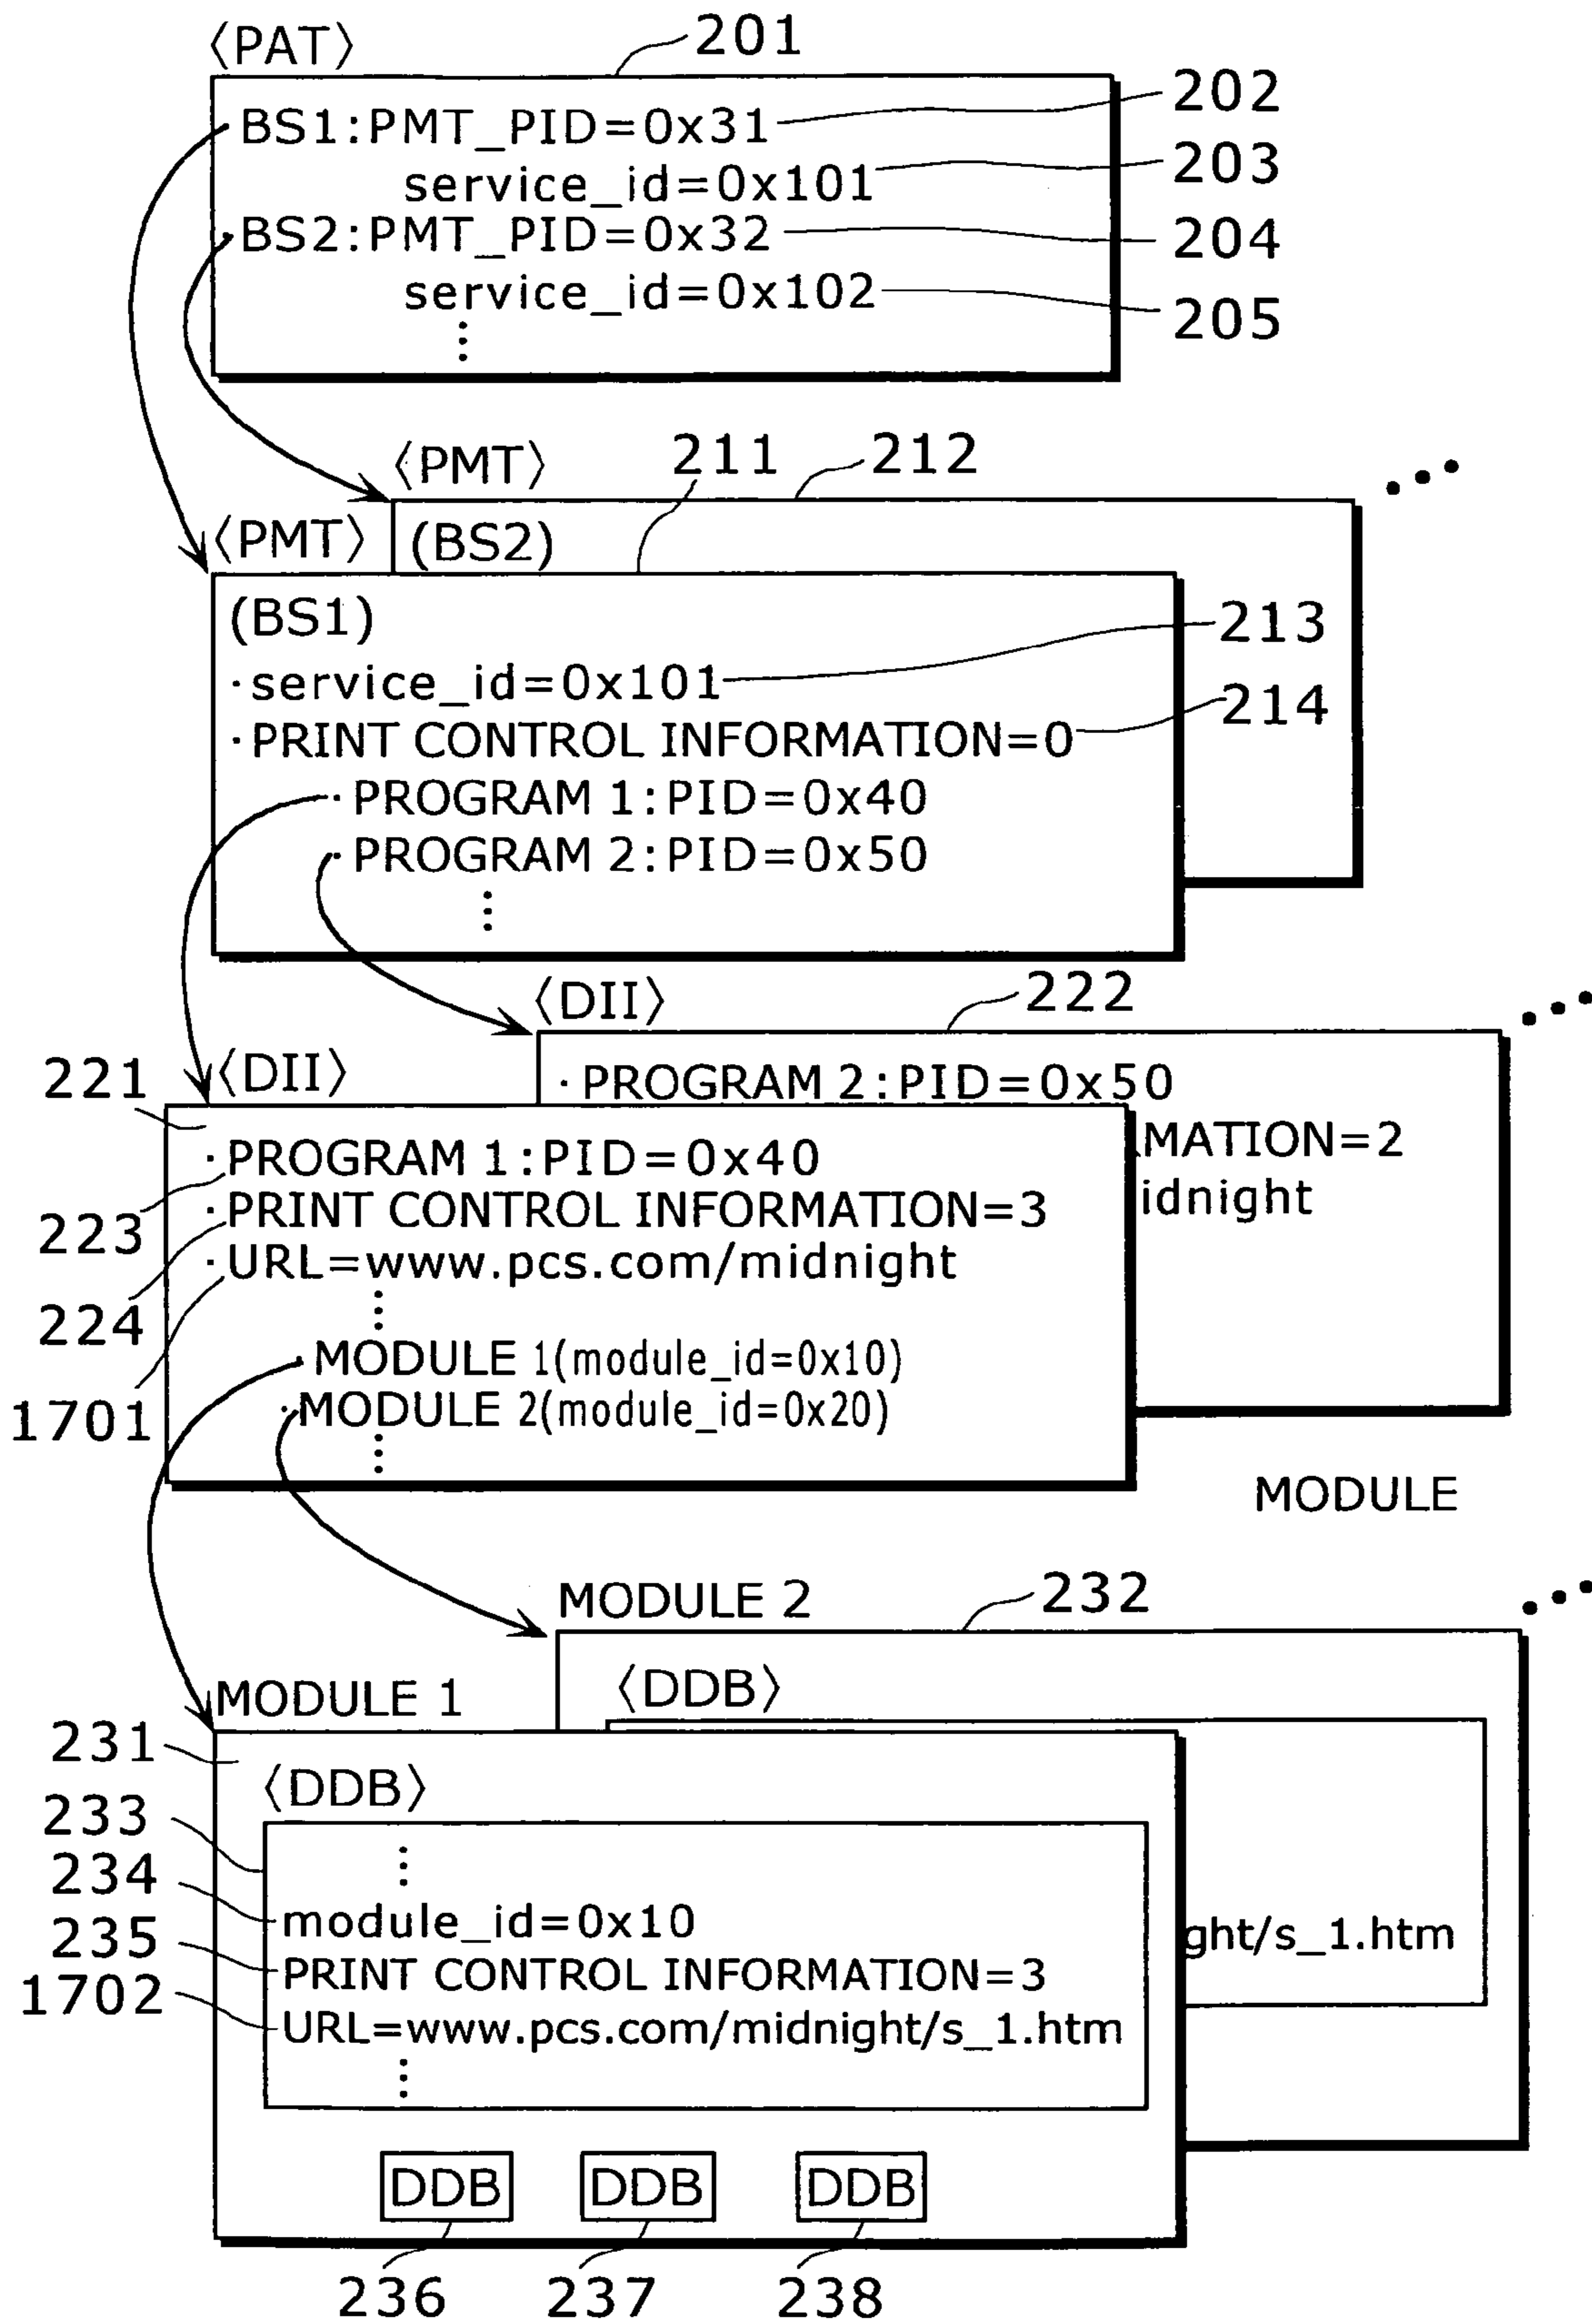 〈PAT〉
201
BS1:PMT_PID=0x31
202
service_id=0x101
203
BS2:PMT_PID=0x32
204
service_id=0x102
205
〈PMT〉
211
212
〈PMT〉
(BS2)
(BS1)
213
·service_id=0x101
214
·PRINT CONTROL INFORMATION=0
·PROGRAM 1:PID=0x40
·PROGRAM 2:PID=0x50
〈DII〉
222
221
〈DII〉
·PROGRAM 2:PID=0x50
·PROGRAM 1:PID=0x40
MATION=2
223
·PRINT CONTROL INFORMATION=3
idnight
·URL=www.pcs.com/midnight
224
MODULE 1(module_id=0x10)
1701
·MODULE 2(module_id=0x20)
MODULE
MODULE 2
232
〈DDB〉
MODULE 1
231
〈DDB〉
233
234
module_id=0x10
ght/s_1.htm
235
PRINT CONTROL INFORMATION=3
1702
URL=www.pcs.com/midnight/s_1.htm
DDB DDB DDB
236 237 238